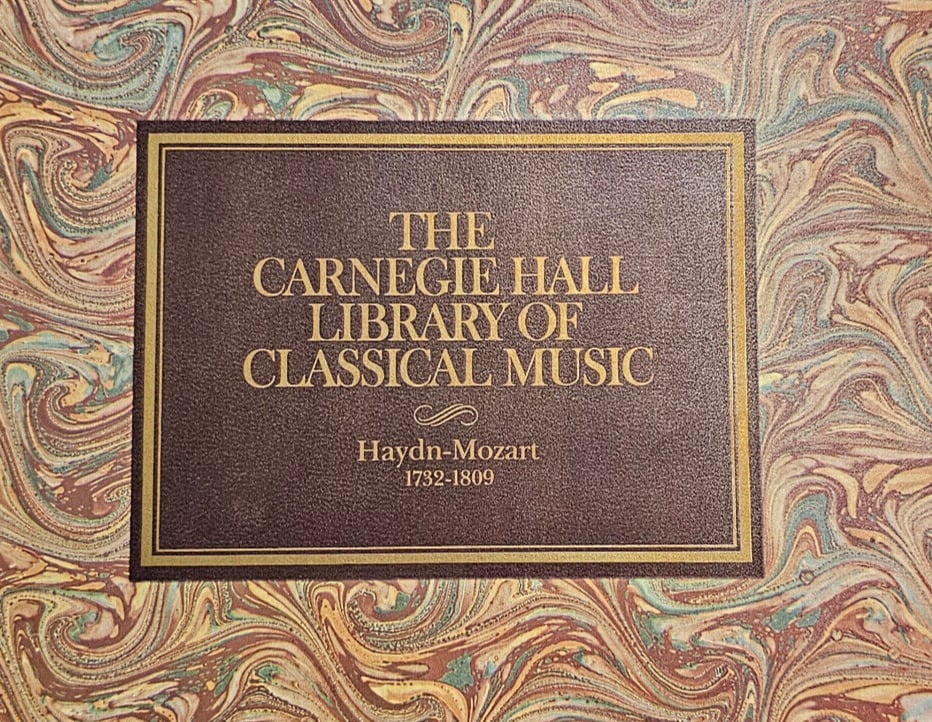 THE
CARNEGIE HALL
LIBRARY OF
CLASSICAL MUSIC
Haydn-Mozart
1732-1809